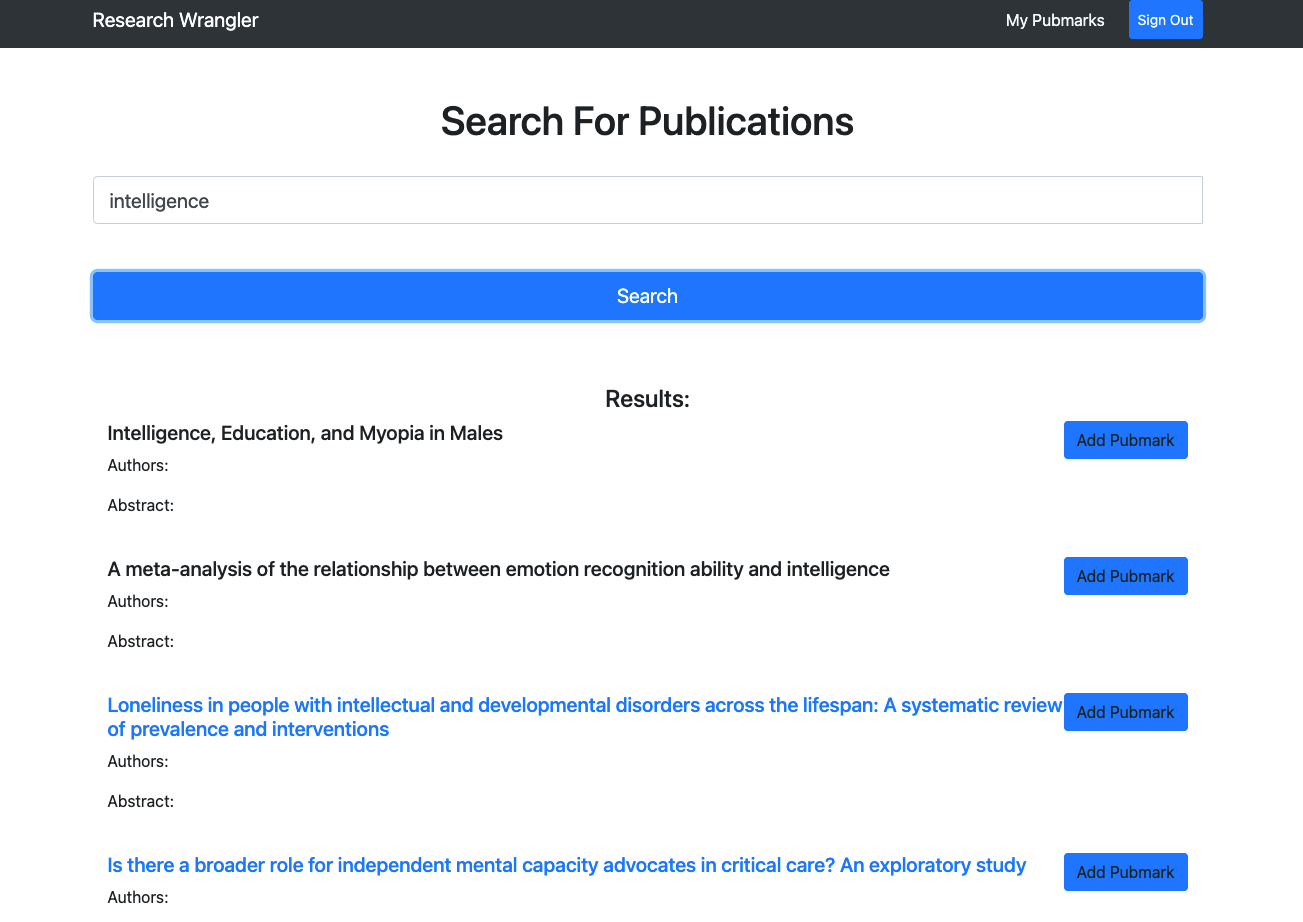 Research Wrangler
My Pubmarks
Sign Out
Search For Publications
intelligence
Search
Results:
Intelligence, Education, and Myopia in Males
Add Pubmark
Authors:
Abstract:
A meta-analysis of the relationship between emotion recognition ability and intelligence
Add Pubmark
Authors:
Abstract:
Loneliness in people with intellectual and developmental disorders across the lifespan: A systematic review
of prevalence and interventions
Add Pubmark
Authors:
Abstract:
Is there a broader role for independent mental capacity advocates in critical care? An exploratory study
Add Pubmark
Authors: